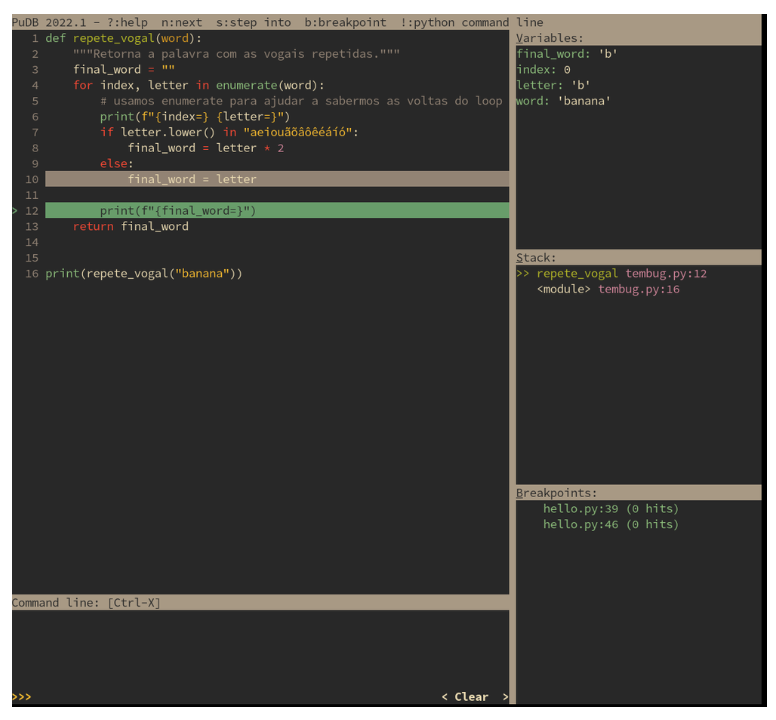 PuDB 2022.1 - ?:help  n:next  s:step into  b:breakpoint  !:python command line
1 def repete_vogal(word):
2     """Retorna a palavra com as vogais repetidas."""
3     final_word = ""
4     for index, letter in enumerate(word):
5         # usamos enumerate para ajudar a sabermos as voltas do loop
6         print(f"{index=} {letter=}")
7         if letter.lower() in "aeiouãõâôêéáíó":
8             final_word = letter * 2
9         else:
10             final_word = letter
11
> 12         print(f"{final_word=}")
13     return final_word
14
15
16 print(repete_vogal("banana"))
Variables:
final_word: 'b'
index: 0
letter: 'b'
word: 'banana'
Stack:
>> repete_vogal tembug.py:12
<module> tembug.py:16
Breakpoints:
hello.py:39 (0 hits)
hello.py:46 (0 hits)
Command line: [Ctrl-X]
>>> < Clear >